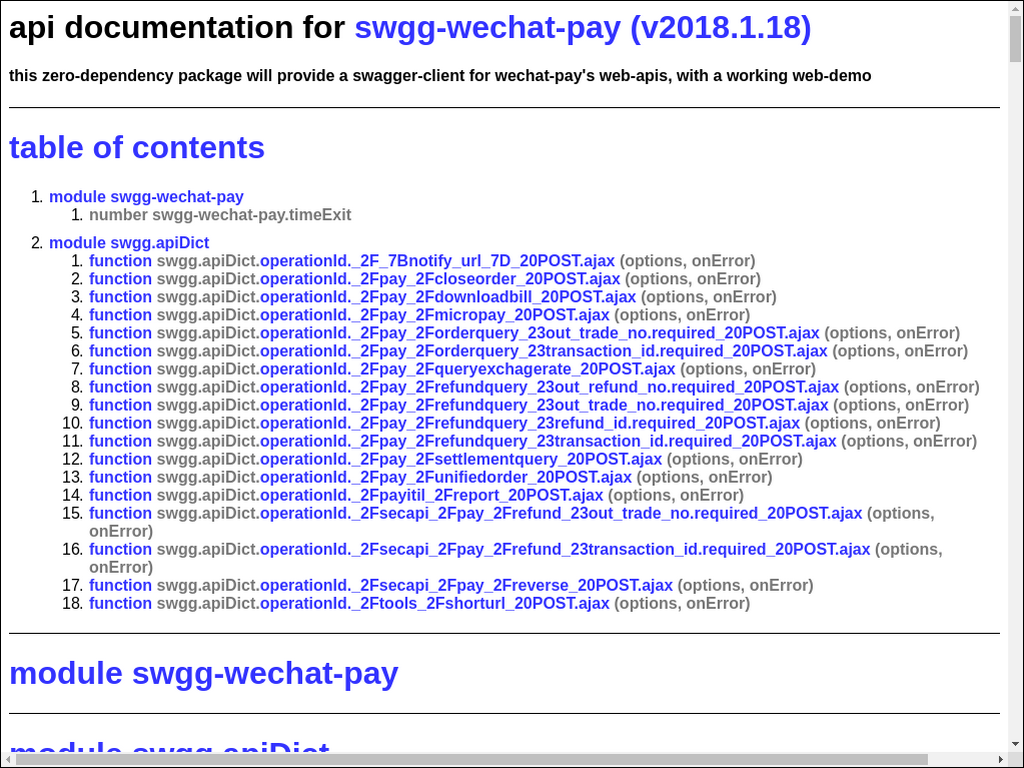 api documentation for swgg-wechat-pay (v2018.1.18)
this zero-dependency package will provide a swagger-client for wechat-pay's web-apis, with a working web-demo
table of contents
1. module swgg-wechat-pay
1. number swgg-wechat-pay.timeExit
2. module swgg.apiDict
1. function swgg.apiDict.operationId._2F_7Bnotify_url_7D_20POST.ajax (options, onError)
2. function swgg.apiDict.operationId._2Fpay_2Fcloseorder_20POST.ajax (options, onError)
3. function swgg.apiDict.operationId._2Fpay_2Fdownloadbill_20POST.ajax (options, onError)
4. function swgg.apiDict.operationId._2Fpay_2Fmicropay_20POST.ajax (options, onError)
5. function swgg.apiDict.operationId._2Fpay_2Forderquery_23out_trade_no.required_20POST.ajax (options, onError)
6. function swgg.apiDict.operationId._2Fpay_2Forderquery_23transaction_id.required_20POST.ajax (options, onError)
7. function swgg.apiDict.operationId._2Fpay_2Fqueryexchagerate_20POST.ajax (options, onError)
8. function swgg.apiDict.operationId._2Fpay_2Frefundquery_23out_refund_no.required_20POST.ajax (options, onError)
9. function swgg.apiDict.operationId._2Fpay_2Frefundquery_23out_trade_no.required_20POST.ajax (options, onError)
10. function swgg.apiDict.operationId._2Fpay_2Frefundquery_23refund_id.required_20POST.ajax (options, onError)
11. function swgg.apiDict.operationId._2Fpay_2Frefundquery_23transaction_id.required_20POST.ajax (options, onError)
12. function swgg.apiDict.operationId._2Fpay_2Fsettlementquery_20POST.ajax (options, onError)
13. function swgg.apiDict.operationId._2Fpay_2Funifiedorder_20POST.ajax (options, onError)
14. function swgg.apiDict.operationId._2Fpayitil_2Freport_20POST.ajax (options, onError)
15. function swgg.apiDict.operationId._2Fsecapi_2Fpay_2Frefund_23out_trade_no.required_20POST.ajax (options,
onError)
16. function swgg.apiDict.operationId._2Fsecapi_2Fpay_2Frefund_23transaction_id.required_20POST.ajax (options,
onError)
17. function swgg.apiDict.operationId._2Fsecapi_2Fpay_2Freverse_20POST.ajax (options, onError)
18. function swgg.apiDict.operationId._2Ftools_2Fshorturl_20POST.ajax (options, onError)
module swgg-wechat-pay
module swgg.apiDict